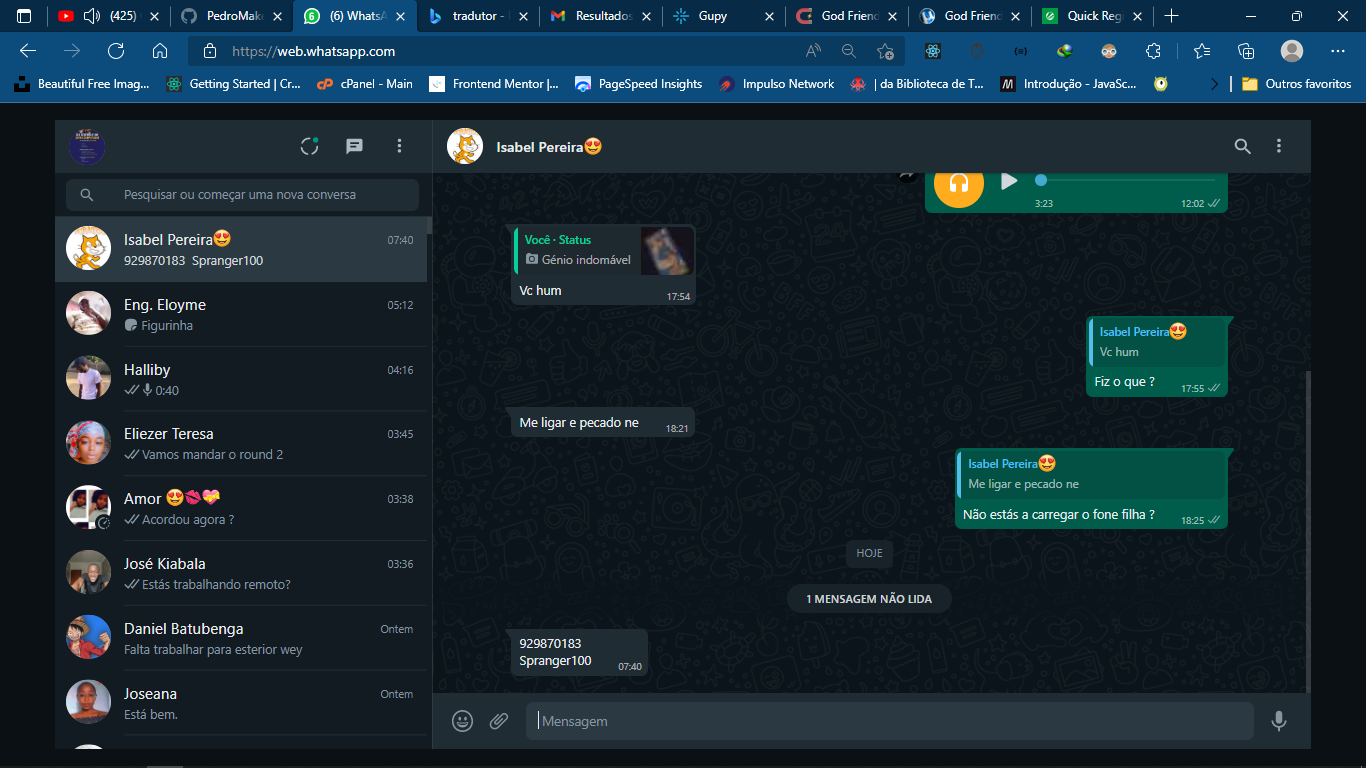 (425)
PedroMake
(6) WhatsA
tradutor -
Resultados
Gupy
God Friend
God Friend
Quick Reg
https://web.whatsapp.com
Beautiful Free Imag...
Getting Started | Cr...
cPanel - Main
Frontend Mentor |...
PageSpeed Insights
Impulso Network
| da Biblioteca de T...
Introdução - JavaSc...
Outros favoritos
Pesquisar ou começar uma nova conversa
Isabel Pereira😍 07:40
929870183 Spranger100
Eng. Eloyme 05:12
Figurinha
Halliby 04:16
0:40
Eliezer Teresa 03:45
Vamos mandar o round 2
Amor 😍💋💝 03:38
Acordou agora ?
José Kiabala 03:36
Estás trabalhando remoto?
Daniel Batubenga Ontem
Falta trabalhar para esterior wey
Joseana Ontem
Está bem.
Isabel Pereira😍
3:23 12:02
Você · Status
Génio indomável
Vc hum 17:54
Isabel Pereira😍
Vc hum
Fiz o que ? 17:55
Me ligar e pecado ne 18:21
Isabel Pereira😍
Me ligar e pecado ne
Não estás a carregar o fone filha ? 18:25
HOJE
1 MENSAGEM NÃO LIDA
929870183
Spranger100 07:40
Mensagem